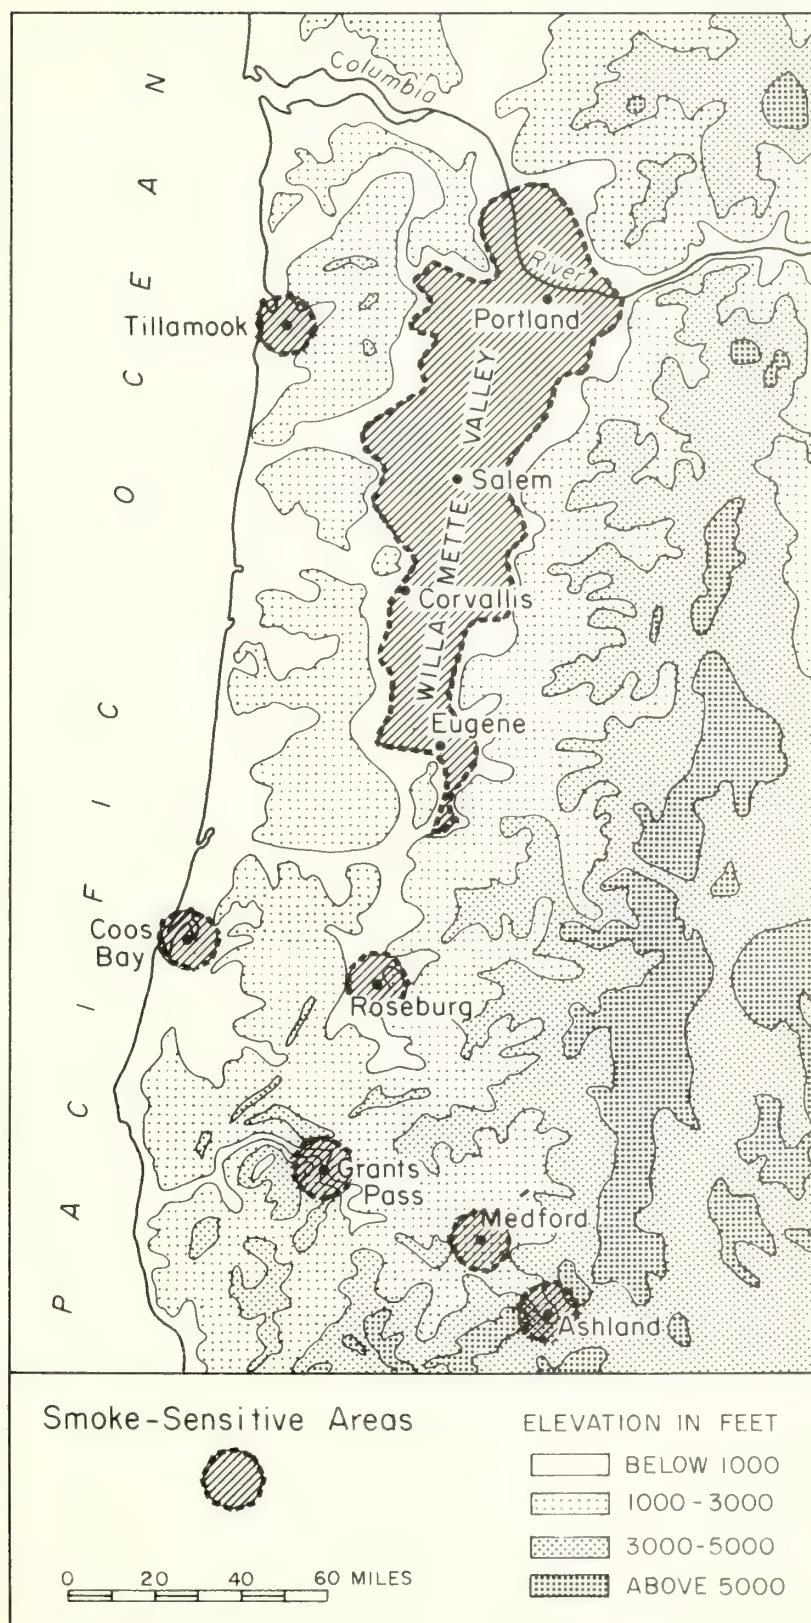 Columbia
River
PACIFIC OCEAN
Tillamook
Portland
WILLAMETTE VALLEY
Salem
Corvallis
Eugene
Coos
Bay
Roseburg
Grants
Pass
Medford
Ashland
Smoke-Sensitive Areas
0 20 40 60 MILES
ELEVATION IN FEET
BELOW 1000
1000-3000
3000-5000
ABOVE 5000